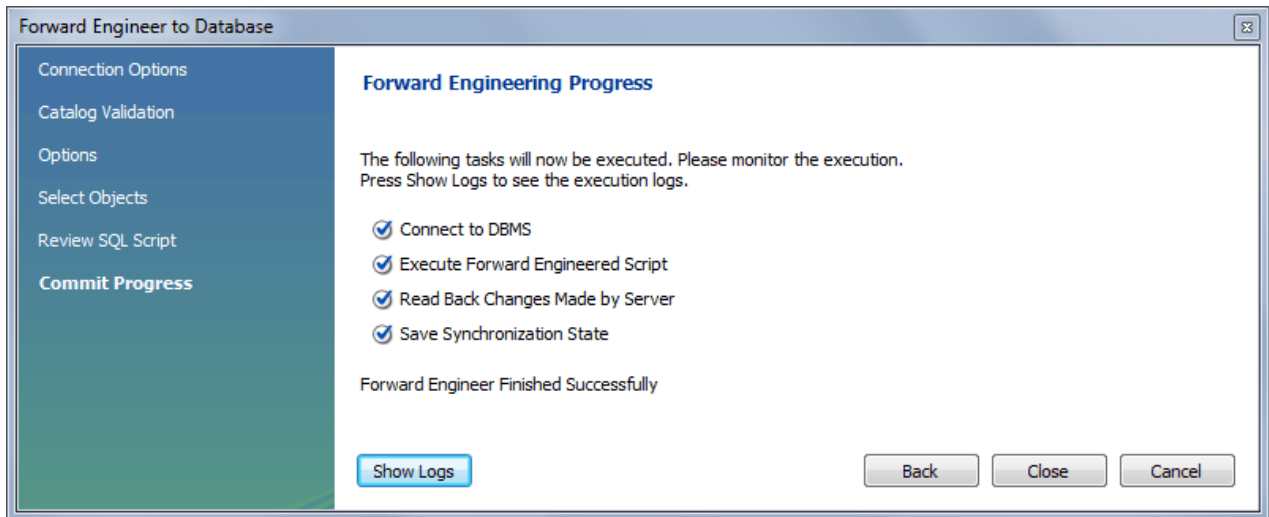 Forward Engineer to Database
Connection Options
Catalog Validation
Options
Select Objects
Review SQL Script
Commit Progress
Forward Engineering Progress
The following tasks will now be executed. Please monitor the execution.
Press Show Logs to see the execution logs.
Connect to DBMS
Execute Forward Engineered Script
Read Back Changes Made by Server
Save Synchronization State
Forward Engineer Finished Successfully
Show Logs
Back
Close
Cancel